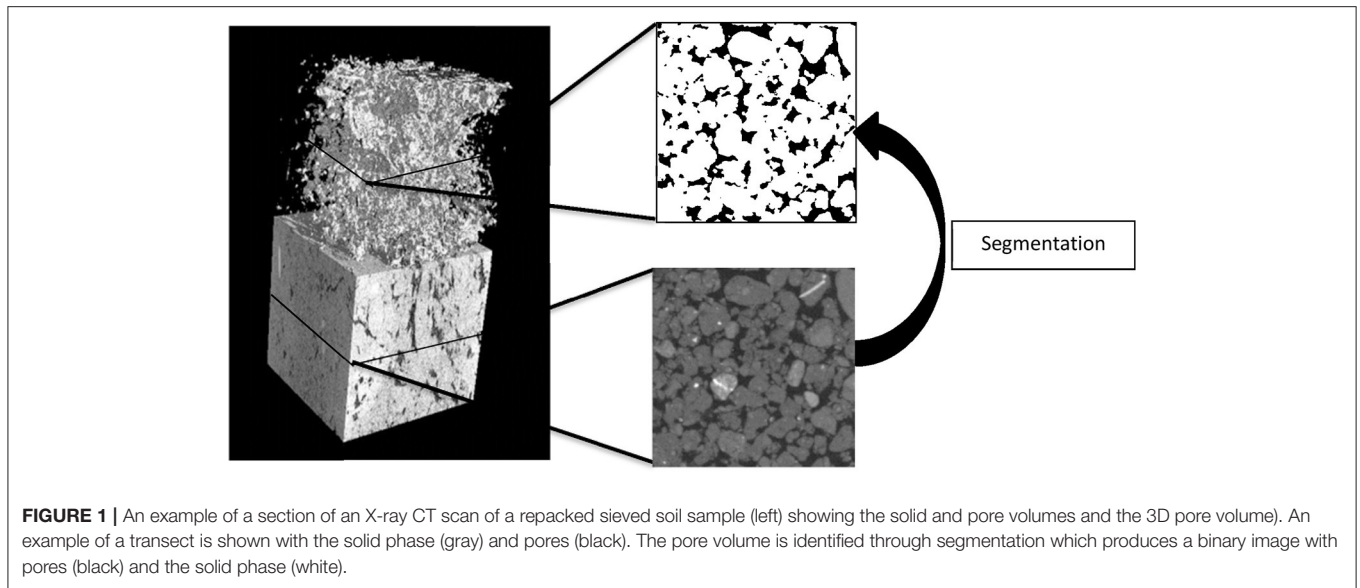 Segmentation
FIGURE 1 | An example of a section of an X-ray CT scan of a repacked sieved soil sample (left) showing the solid and pore volumes and the 3D pore volume). An
example of a transect is shown with the solid phase (gray) and pores (black). The pore volume is identified through segmentation which produces a binary image with
pores (black) and the solid phase (white).